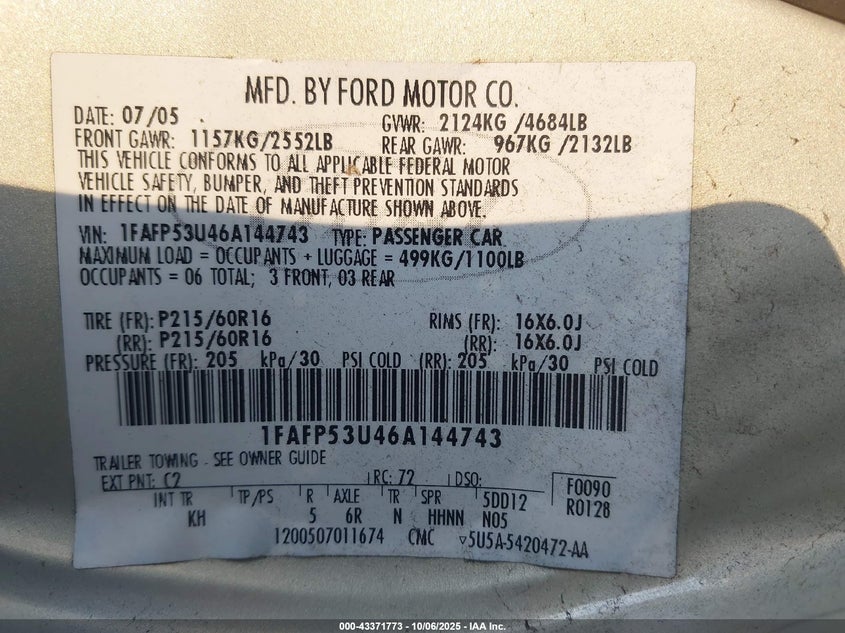 MFD. BY FORD MOTOR CO.
DATE: 07/05 GVWR: 2124KG /4684LB
FRONT GAWR: 1157KG/2552LB REAR GAWR: 967KG /2132LB
THIS VEHICLE CONFORMS TO ALL APPLICABLE FEDERAL MOTOR
VEHICLE SAFETY, BUMPER, AND THEFT PREVENTION STANDARDS
IN EFFECT ON THE DATE OF MANUFACTURE SHOWN ABOVE.
VIN: 1FAFP53U46A144743 TYPE: PASSENGER CAR
MAXIMUM LOAD = OCCUPANTS + LUGGAGE = 499KG/1100LB
OCCUPANTS = 06 TOTAL; 3 FRONT, 03 REAR
TIRE (FR): P215/60R16 RIMS (FR): 16X6.0J
(RR): P215/60R16 (RR): 16X6.0J
PRESSURE (FR): 205 kPa/30 PSI COLD (RR): 205 kPa/30 PSI COLD
1FAFP53U46A144743
TRAILER TOWING - SEE OWNER GUIDE
EXT PNT: C2 RC: 72 DSO: F0090
INT TR TP/PS R AXLE TR SPR 5DD12 R0128
KH 5 6R N HHNN N05
1200507011674 CMC ▽5U5A-5420472-AA
000-43371773 - 10/06/2025 - IAA Inc.